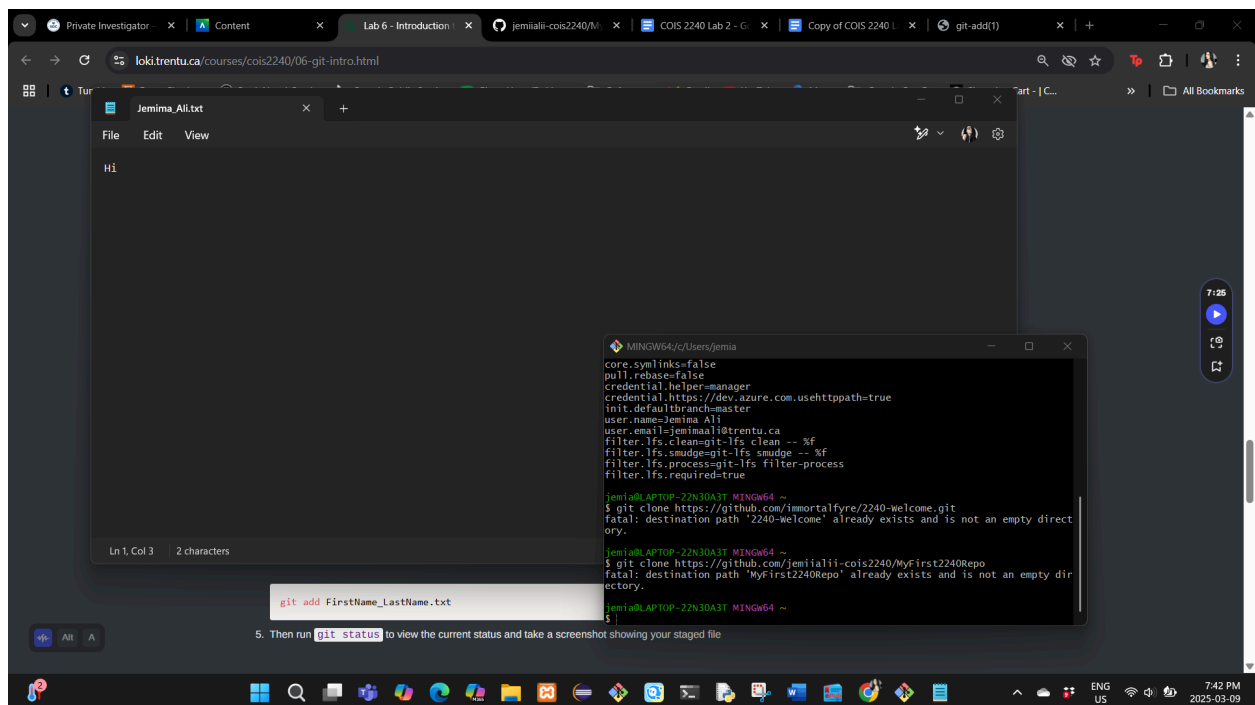 Private Investigator
Content
Lab 6 - Introduction
jemiialii-cois2240/M
COIS 2240 Lab 2 - G
Copy of COIS 2240 L
git-add(1)
loki.trentu.ca/courses/cois2240/06-git-intro.html
Tp
Tur
Cart - | C...
All Bookmarks
Jemima_Ali.txt
File Edit View
Hi
Ln 1, Col 3 2 characters
7:25
MINGW64:/c/Users/jemia
core.symlinks=false
pull.rebase=false
credential.helper=manager
credential.https://dev.azure.com.usehttppath=true
init.defaultbranch=master
user.name=Jemima Ali
user.email=jemimaali@trentu.ca
filter.lfs.clean=git-lfs clean -- %f
filter.lfs.smudge=git-lfs smudge -- %f
filter.lfs.process=git-lfs filter-process
filter.lfs.required=true
jemia@LAPTOP-22N3OA3T MINGW64 ~
$ git clone https://github.com/immortalfyre/2240-Welcome.git
fatal: destination path '2240-Welcome' already exists and is not an empty direct
ory.
jemia@LAPTOP-22N3OA3T MINGW64 ~
$ git clone https://github.com/jemiialii-cois2240/MyFirst2240Repo
fatal: destination path 'MyFirst2240Repo' already exists and is not an empty dir
ectory.
jemia@LAPTOP-22N3OA3T MINGW64 ~
$
git add FirstName_LastName.txt
5. Then run git status to view the current status and take a screenshot showing your staged file
Alt A
2
ENG
US
7:42 PM
2025-03-09